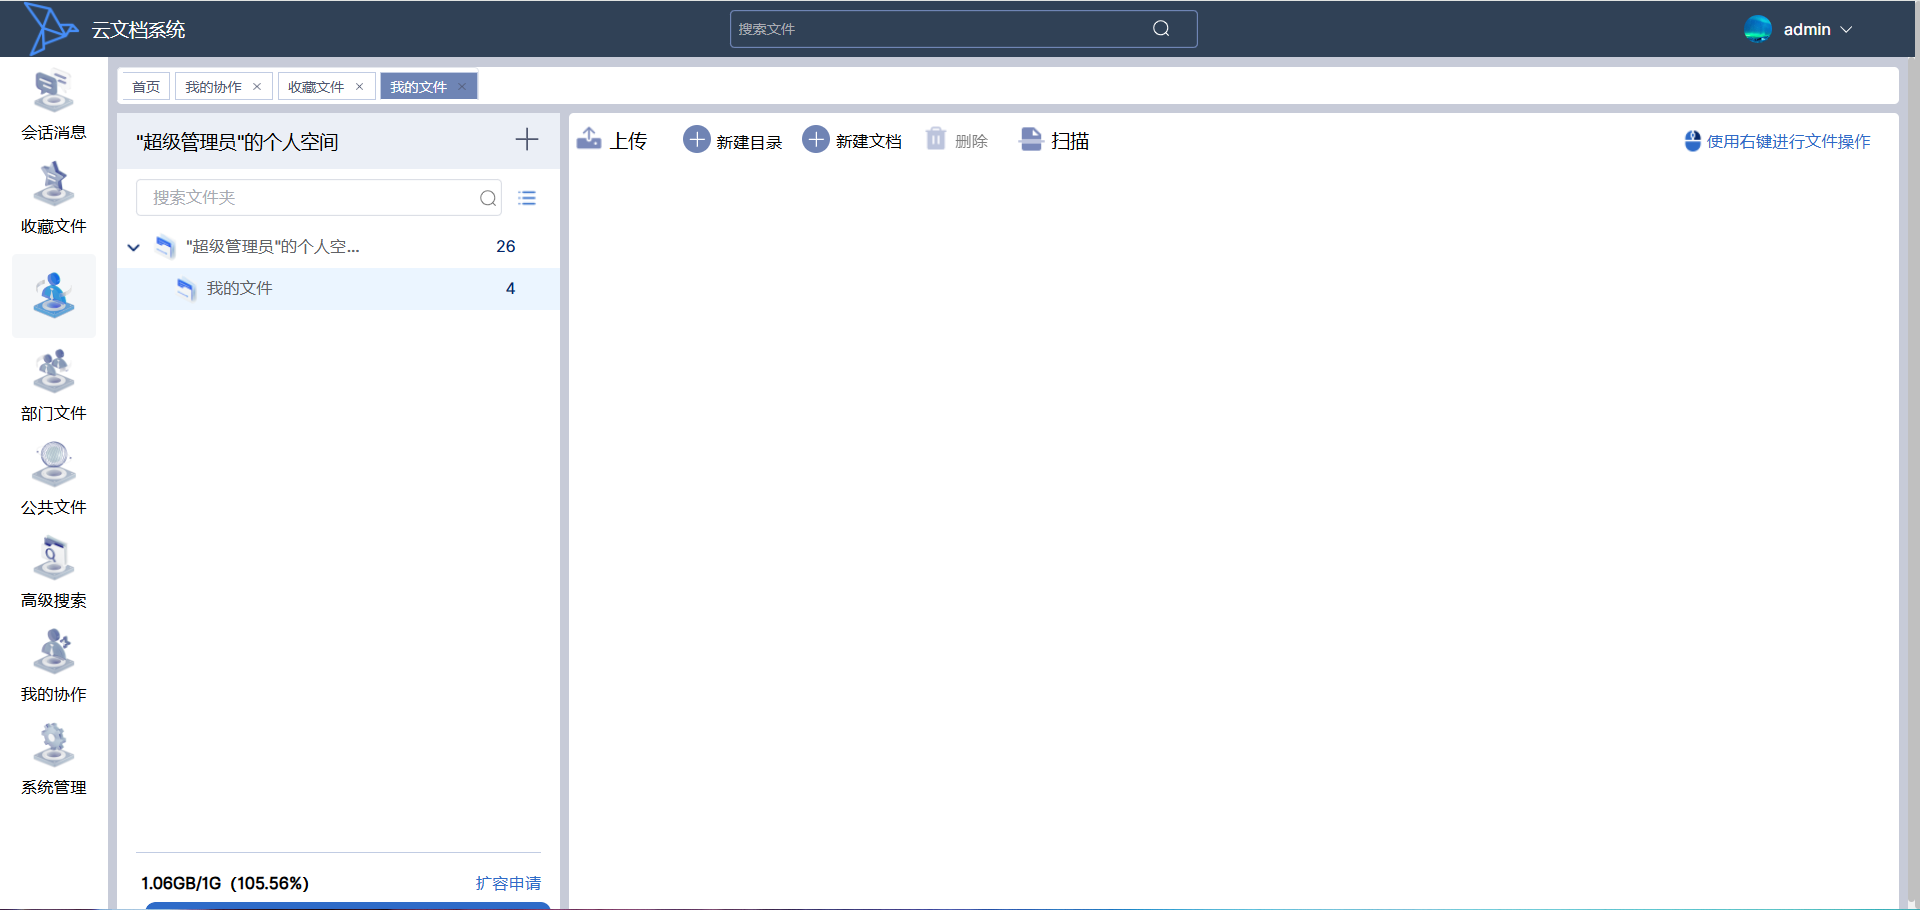 云文档系统
搜索文件
admin
首页
我的协作
收藏文件
我的文件
会话消息
收藏文件
部门文件
公共文件
高级搜索
我的协作
系统管理
"超级管理员"的个人空间
搜索文件夹
"超级管理员"的个人空... 26
我的文件 4
1.06GB/1G（105.56%） 扩容申请
上传 新建目录 新建文档 删除 扫描
使用右键进行文件操作